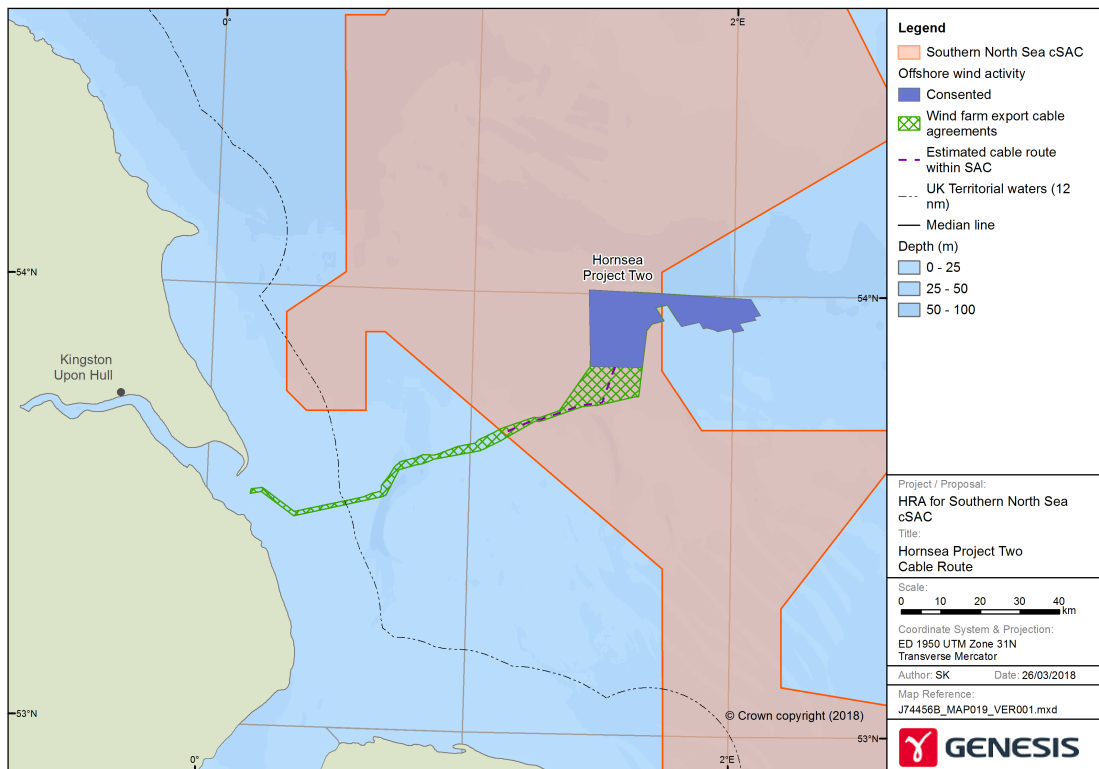 0°
2°E
54°N
Hornsea
Project Two
54°N
Kingston
Upon Hull
53°N
© Crown copyright (2018)
53°N
0°
2°E
Legend
Southern North Sea cSAC
Offshore wind activity
Consented
Wind farm export cable
agreements
Estimated cable route
within SAC
UK Territorial waters (12
nm)
Median line
Depth (m)
0 - 25
25 - 50
50 - 100
Project / Proposal:
HRA for Southern North Sea
cSAC
Title:
Hornsea Project Two
Cable Route
Scale:
0 10 20 30 40
km
Coordinate System & Projection:
ED 1950 UTM Zone 31N
Transverse Mercator
Author: SK Date: 26/03/2018
Map Reference:
J74456B_MAP019_VER001.mxd
GENESIS